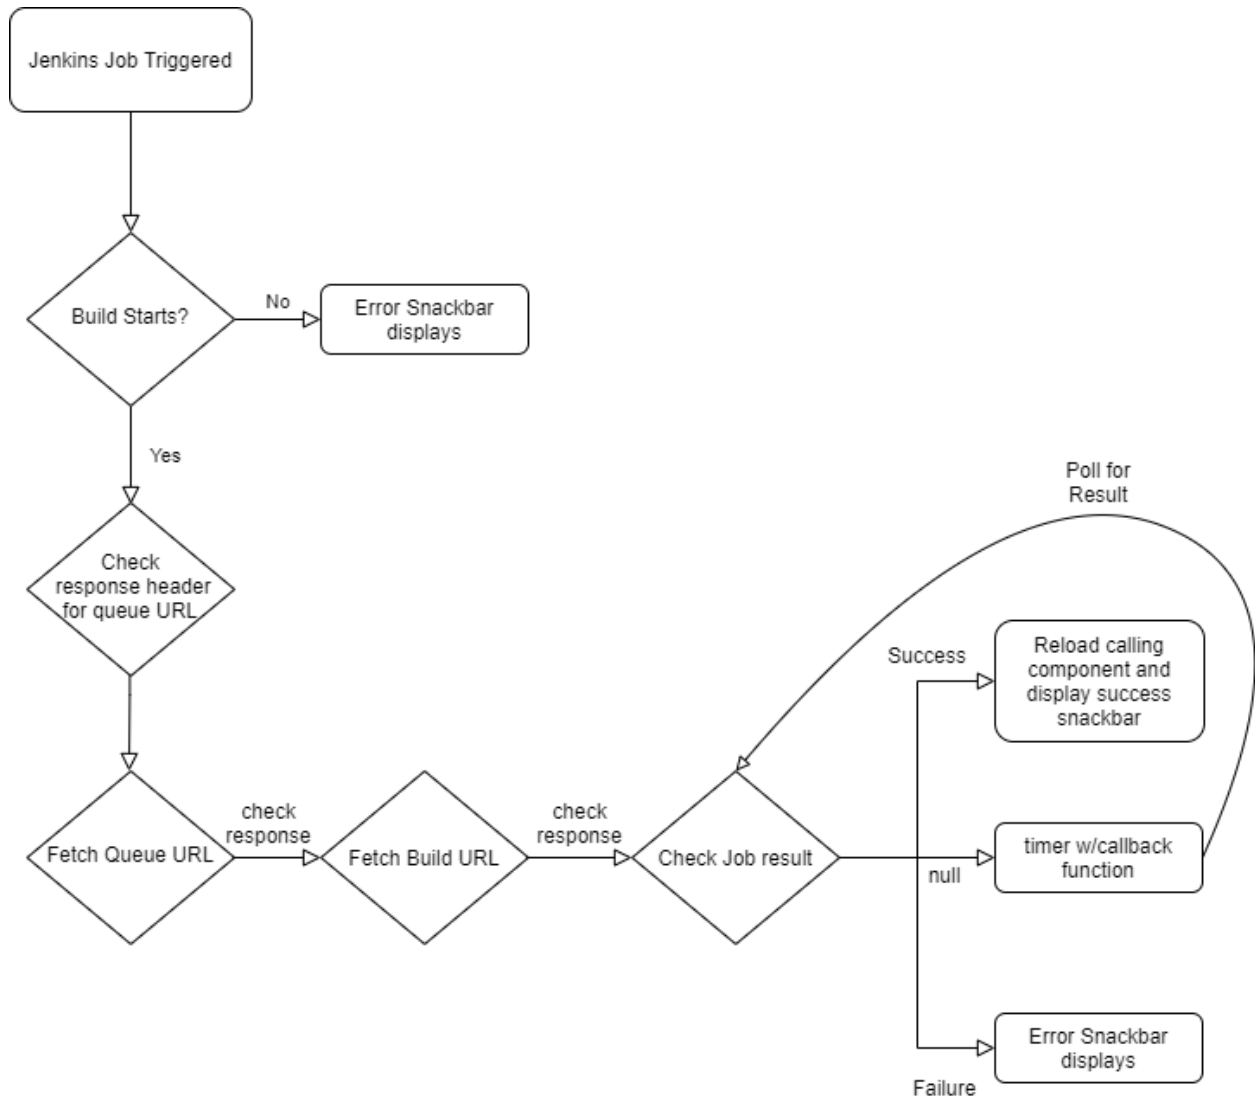 Jenkins Job Triggered
Build Starts?
No
Error Snackbar
displays
Yes
Check
response header
for queue URL
Fetch Queue URL
check
response
Fetch Build URL
check
response
Check Job result
Poll for
Result
Success
Reload calling
component and
display success
snackbar
null
timer w/callback
function
Failure
Error Snackbar
displays